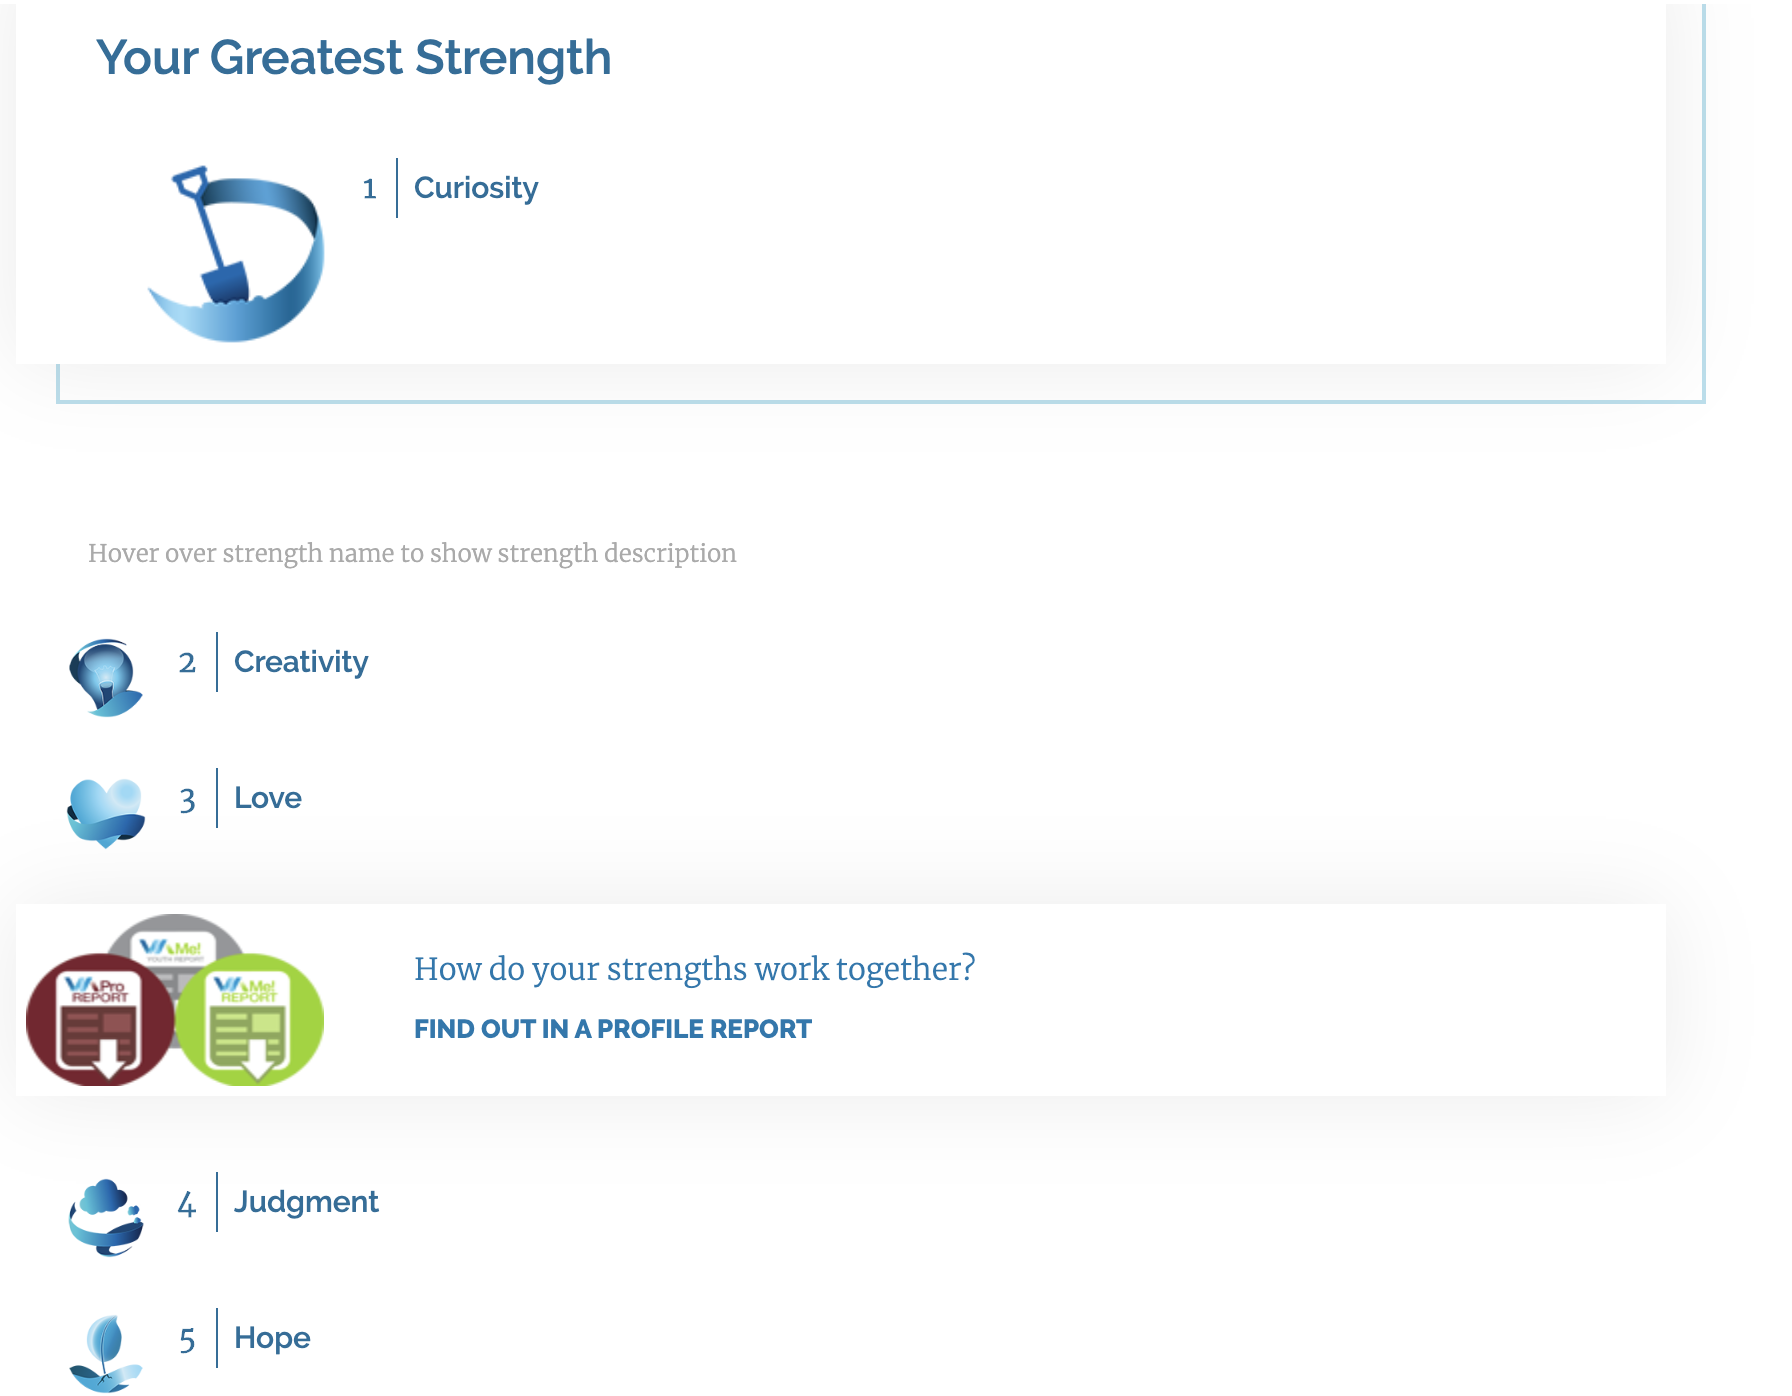 Your Greatest Strength
1 Curiosity
Hover over strength name to show strength description
2 Creativity
3 Love
VIA Me!
YOUTH REPORT
VIA Pro
REPORT
VIA Me!
REPORT
How do your strengths work together?
FIND OUT IN A PROFILE REPORT
4 Judgment
5 Hope